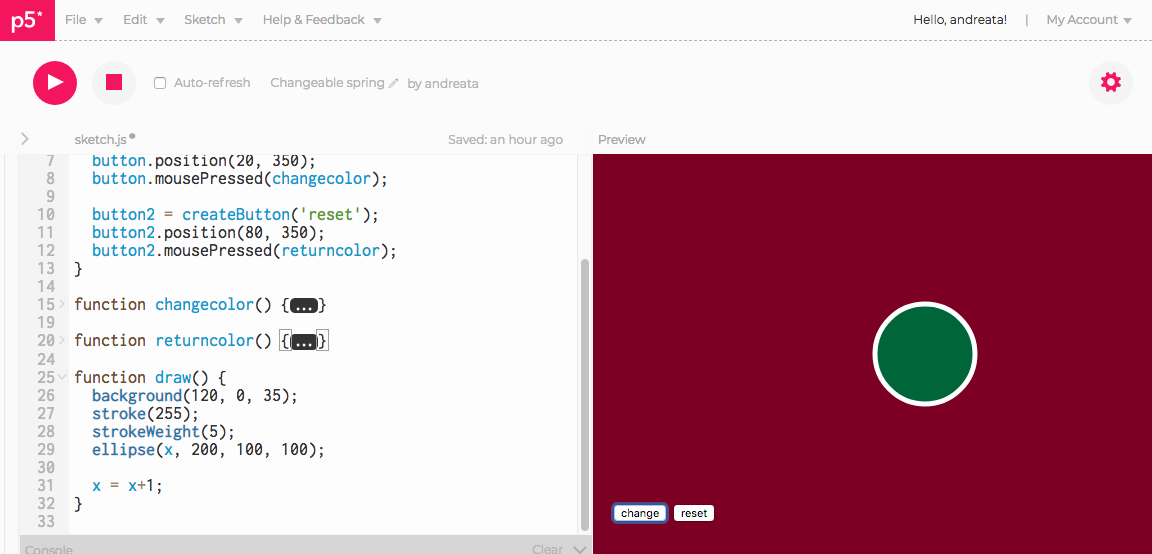 p5* File Edit Sketch Help & Feedback Hello, andreata! | My Account
Auto-refresh Changeable spring by andreata
sketch.js Saved: an hour ago Preview
7 button.position(20, 350);
8 button.mousePressed(changecolor);
9
10 button2 = createButton('reset');
11 button2.position(80, 350);
12 button2.mousePressed(returncolor);
13 }
14
15 function changecolor() {...}
19
20 function returncolor() {...}
24
25 function draw() {
26 background(120, 0, 35);
27 stroke(255);
28 strokeWeight(5);
29 ellipse(x, 200, 100, 100);
30
31 x = x+1;
32 }
33
change reset
Console Clear